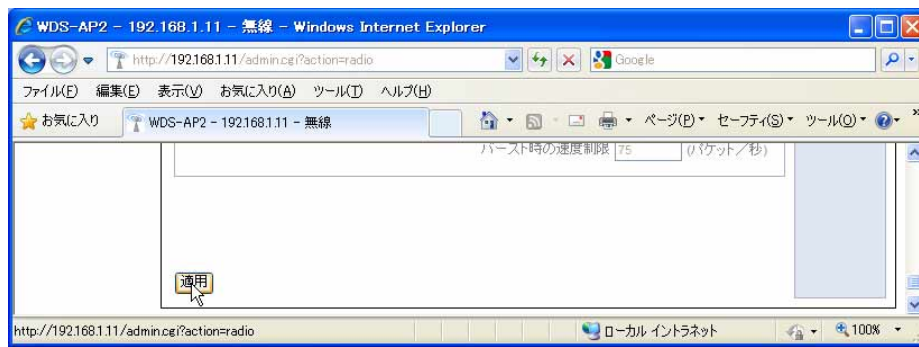 WDS-AP2 - 192.168.1.11 - 無線 - Windows Internet Explorer
http://192.168.1.11/admin.cgi?action=radio
Google
ファイル(F) 編集(E) 表示(V) お気に入り(A) ツール(T) ヘルプ(H)
お気に入り WDS-AP2 - 192.168.1.11 - 無線 ページ(P) セーフティ(S) ツール(O) »
バースト時の速度制限 75 (パケット／秒)
適用
http://192.168.1.11/admin.cgi?action=radio ローカル イントラネット 100%